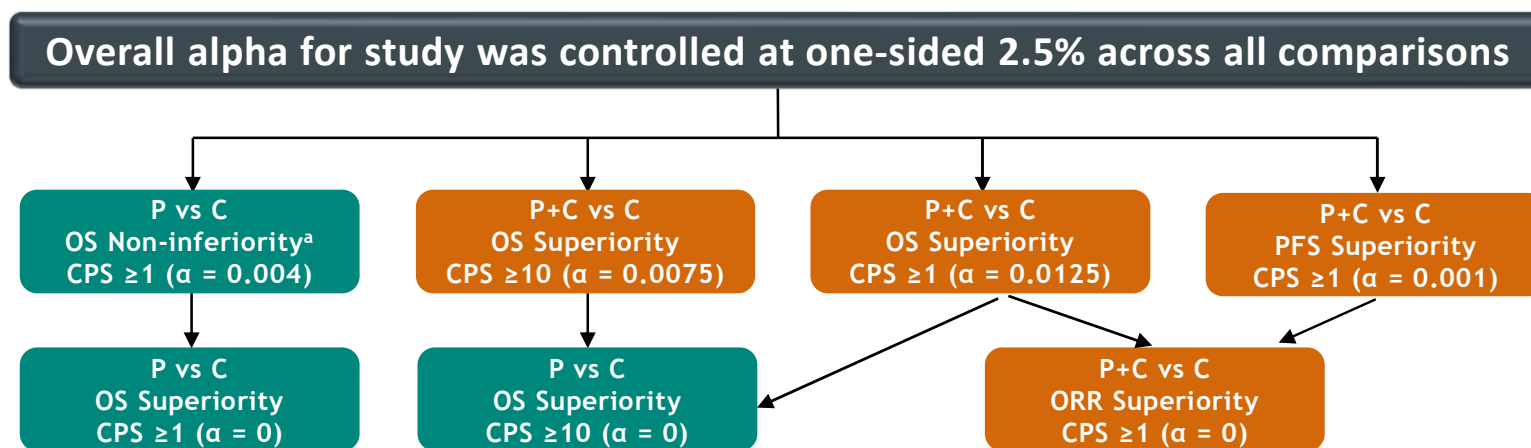 Overall alpha for study was controlled at one-sided 2.5% across all comparisons
P vs C
OS Non-inferiorityᵃ
CPS ≥1 (α = 0.004)
P+C vs C
OS Superiority
CPS ≥10 (α = 0.0075)
P+C vs C
OS Superiority
CPS ≥1 (α = 0.0125)
P+C vs C
PFS Superiority
CPS ≥1 (α = 0.001)
P vs C
OS Superiority
CPS ≥1 (α = 0)
P vs C
OS Superiority
CPS ≥10 (α = 0)
P+C vs C
ORR Superiority
CPS ≥1 (α = 0)